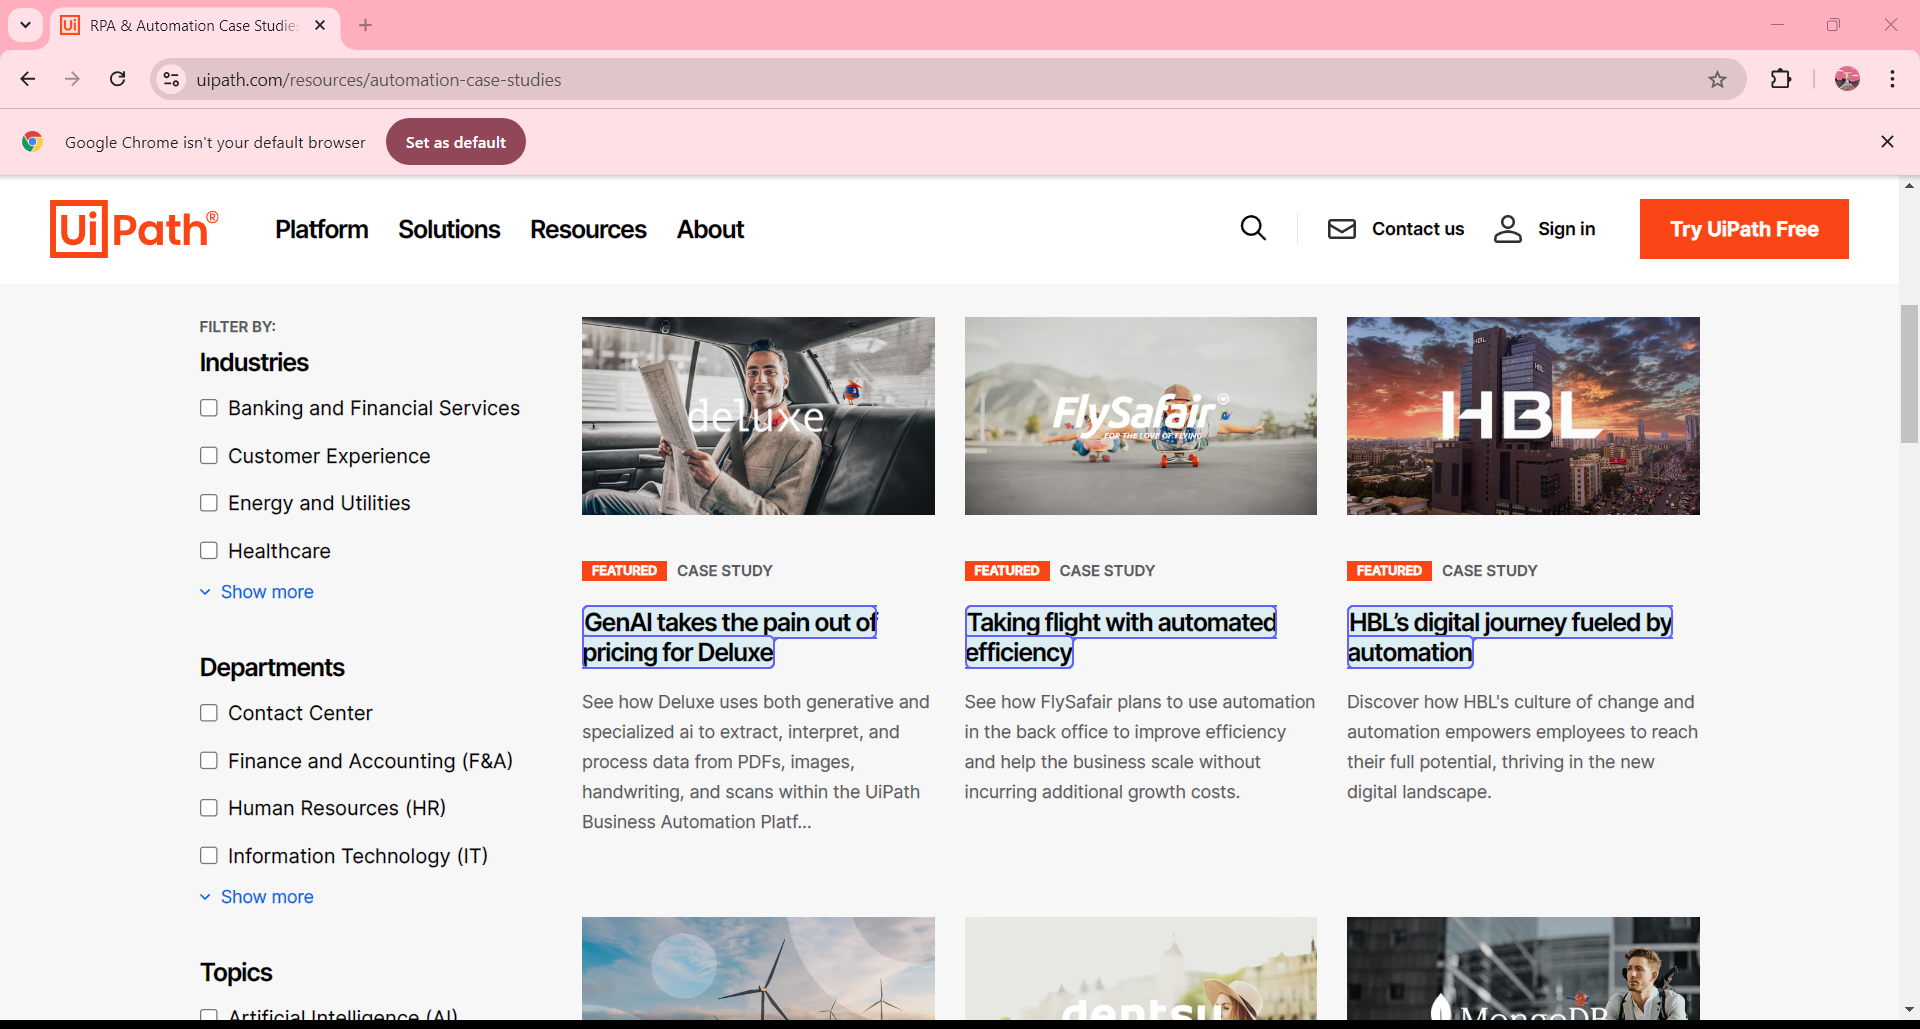 RPA & Automation Case Studies
uipath.com/resources/automation-case-studies
Google Chrome isn't your default browser
Set as default
UiPath®
Platform
Solutions
Resources
About
Contact us
Sign in
Try UiPath Free
FILTER BY:
Industries
Banking and Financial Services
Customer Experience
Energy and Utilities
Healthcare
Show more
Departments
Contact Center
Finance and Accounting (F&A)
Human Resources (HR)
Information Technology (IT)
Show more
Topics
Artificial Intelligence (AI)
deluxe
FEATURED CASE STUDY
GenAI takes the pain out of
pricing for Deluxe
See how Deluxe uses both generative and
specialized ai to extract, interpret, and
process data from PDFs, images,
handwriting, and scans within the UiPath
Business Automation Platf...
FlySafair
FOR THE LOVE OF FLYING
FEATURED CASE STUDY
Taking flight with automated
efficiency
See how FlySafair plans to use automation
in the back office to improve efficiency
and help the business scale without
incurring additional growth costs.
HBL
HBL
HBL
FEATURED CASE STUDY
HBL’s digital journey fueled by
automation
Discover how HBL's culture of change and
automation empowers employees to reach
their full potential, thriving in the new
digital landscape.
dentsu
MongoDB